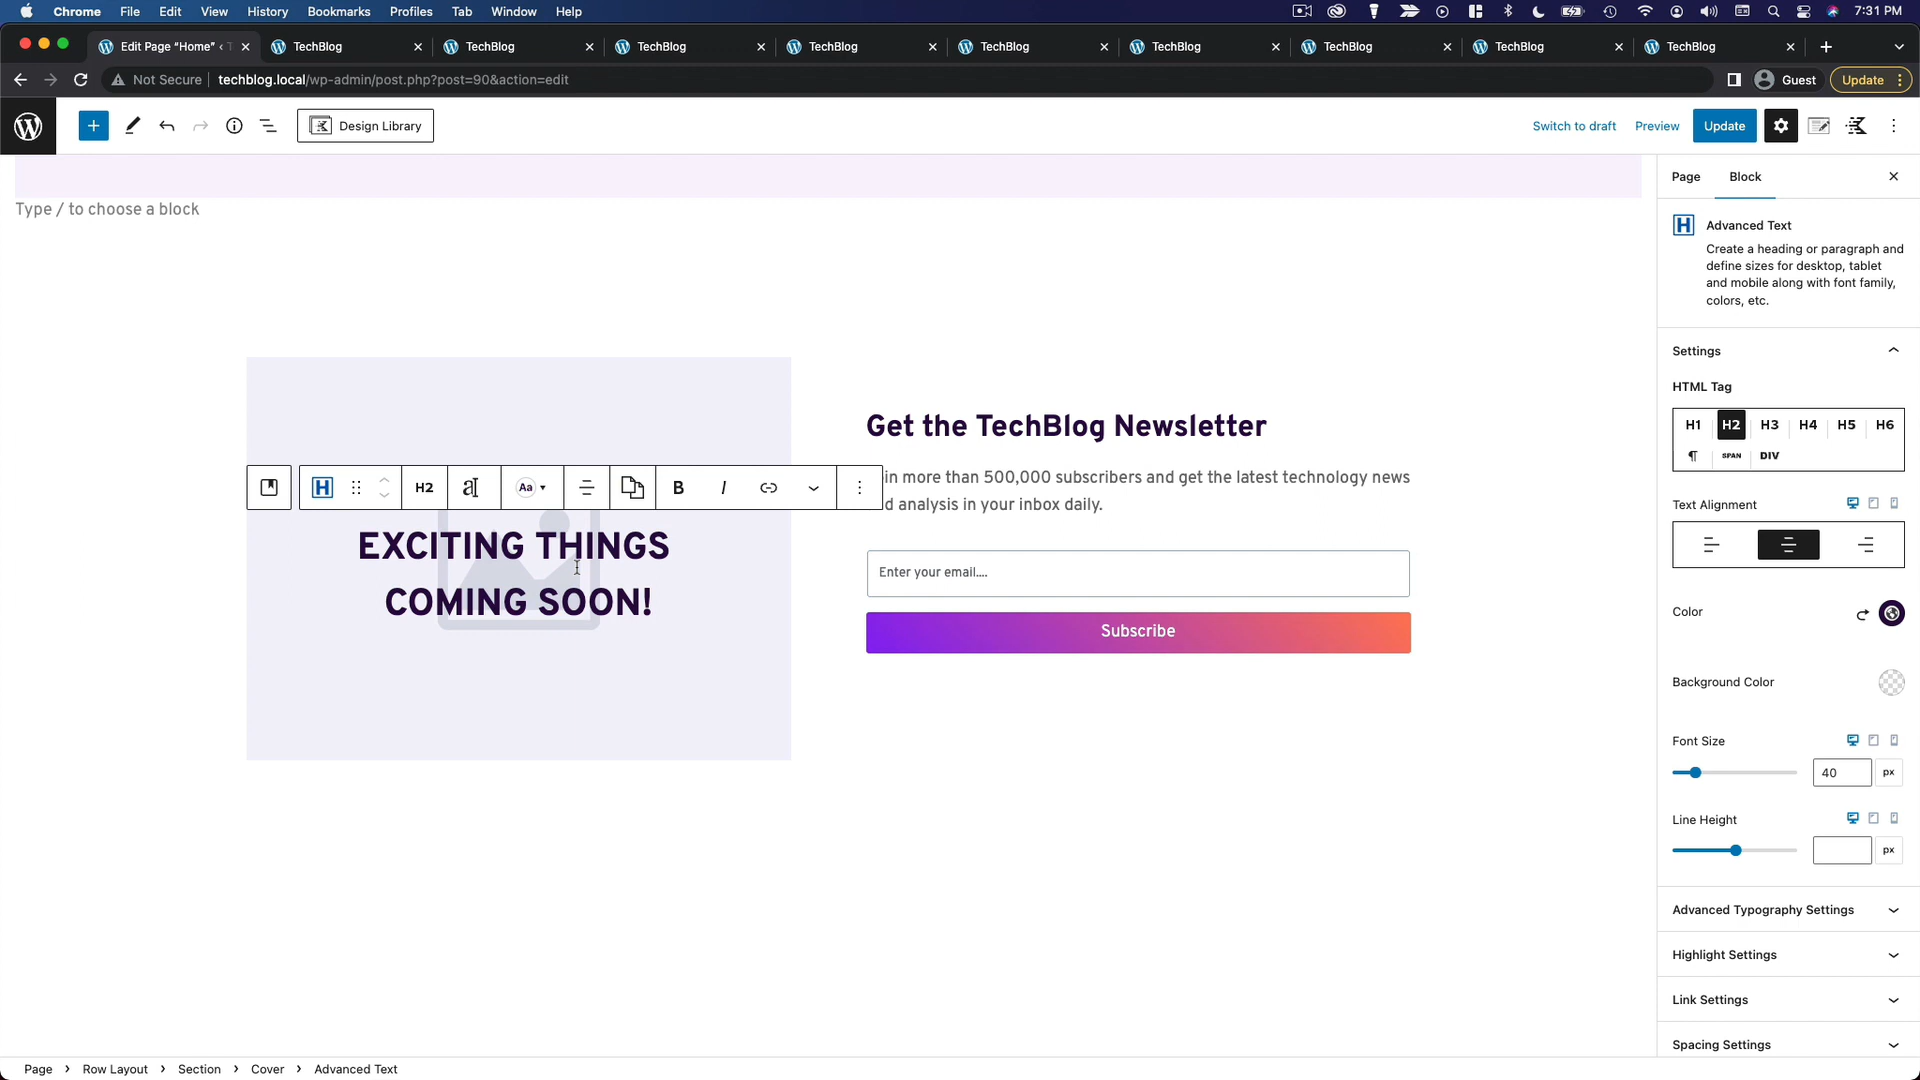 Chrome File Edit View History Bookmarks Profiles Tab Window Help 7:31 PM
Edit Page “Home” ‹ T TechBlog TechBlog TechBlog TechBlog TechBlog TechBlog TechBlog TechBlog TechBlog
Not Secure techblog.local/wp-admin/post.php?post=90&action=edit Guest Update
Design Library Switch to draft Preview Update
Page Block
Type / to choose a block
Advanced Text
Create a heading or paragraph and
define sizes for desktop, tablet
and mobile along with font family,
colors, etc.
Settings
HTML Tag
H1 H2 H3 H4 H5 H6
¶ SPAN DIV
Get the TechBlog Newsletter
in more than 500,000 subscribers and get the latest technology news
d analysis in your inbox daily.
H H2 Aa B I
EXCITING THINGS
COMING SOON!
Enter your email....
Subscribe
Text Alignment
Color
Background Color
Font Size
40 px
Line Height
px
Advanced Typography Settings
Highlight Settings
Link Settings
Spacing Settings
Page Row Layout Section Cover Advanced Text